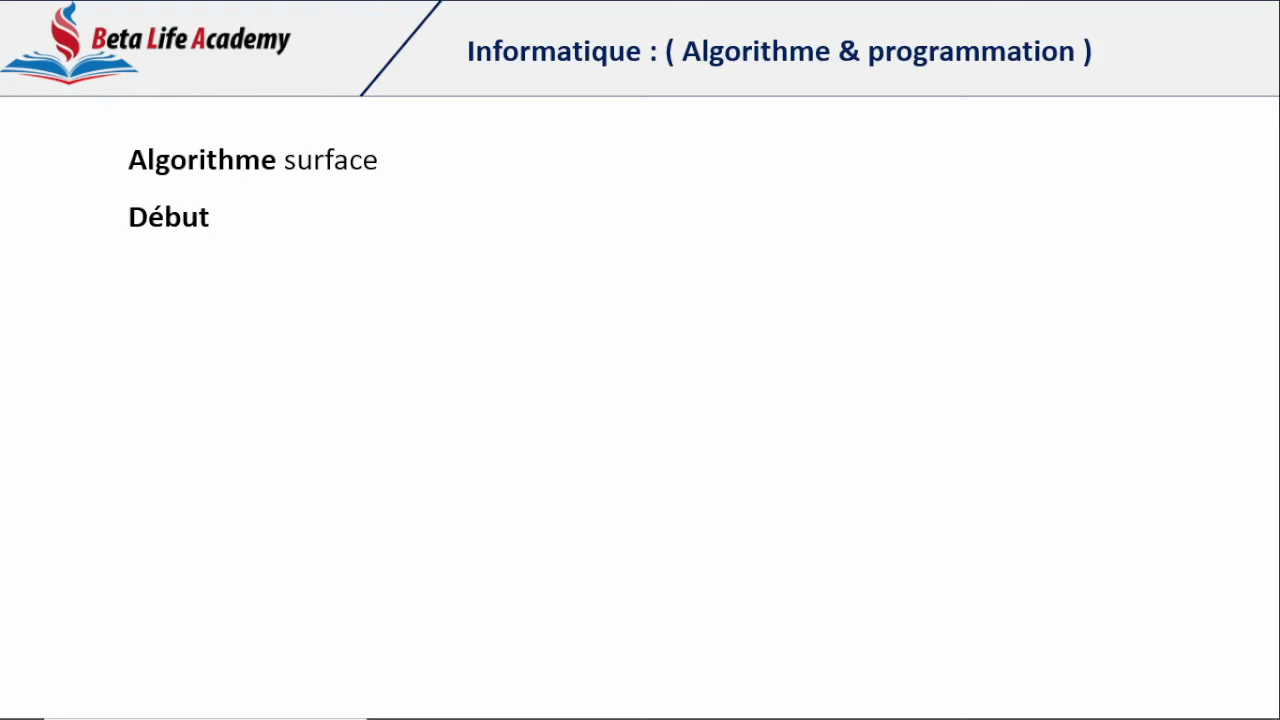 Beta Life Academy
Informatique : ( Algorithme & programmation )
Algorithme surface
Début